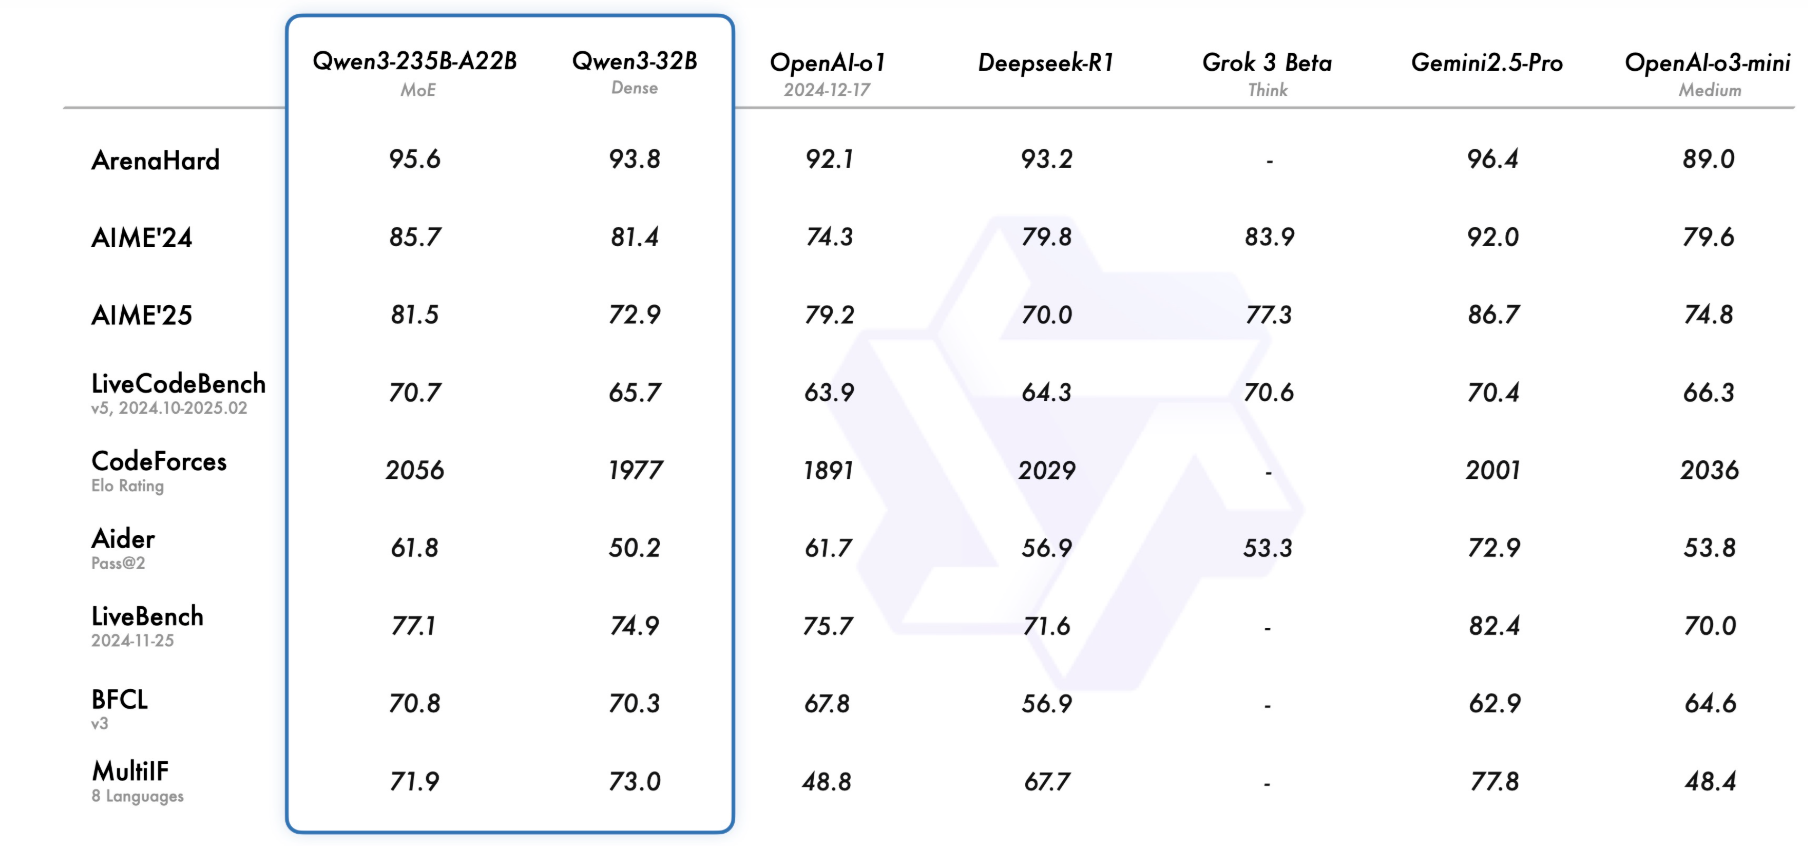 Qwen3-235B-A22B Qwen3-32B OpenAI-o1 Deepseek-R1 Grok 3 Beta Gemini2.5-Pro OpenAI-o3-mini
MoE Dense 2024-12-17 Think Medium
ArenaHard 95.6 93.8 92.1 93.2 - 96.4 89.0
AIME'24 85.7 81.4 74.3 79.8 83.9 92.0 79.6
AIME'25 81.5 72.9 79.2 70.0 77.3 86.7 74.8
LiveCodeBench 70.7 65.7 63.9 64.3 70.6 70.4 66.3
v5, 2024.10-2025.02
CodeForces 2056 1977 1891 2029 - 2001 2036
Elo Rating
Aider 61.8 50.2 61.7 56.9 53.3 72.9 53.8
Pass@2
LiveBench 77.1 74.9 75.7 71.6 - 82.4 70.0
2024-11-25
BFCL 70.8 70.3 67.8 56.9 - 62.9 64.6
v3
MultiIF 71.9 73.0 48.8 67.7 - 77.8 48.4
8 Languages